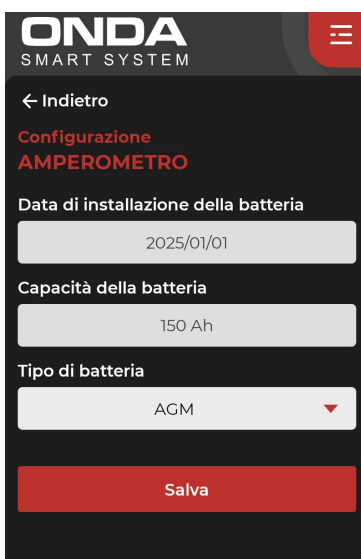 ONDA
SMART SYSTEM
Indietro
Configurazione
AMPEROMETRO
Data di installazione della batteria
2025/01/01
Capacità della batteria
150 Ah
Tipo di batteria
AGM
Salva